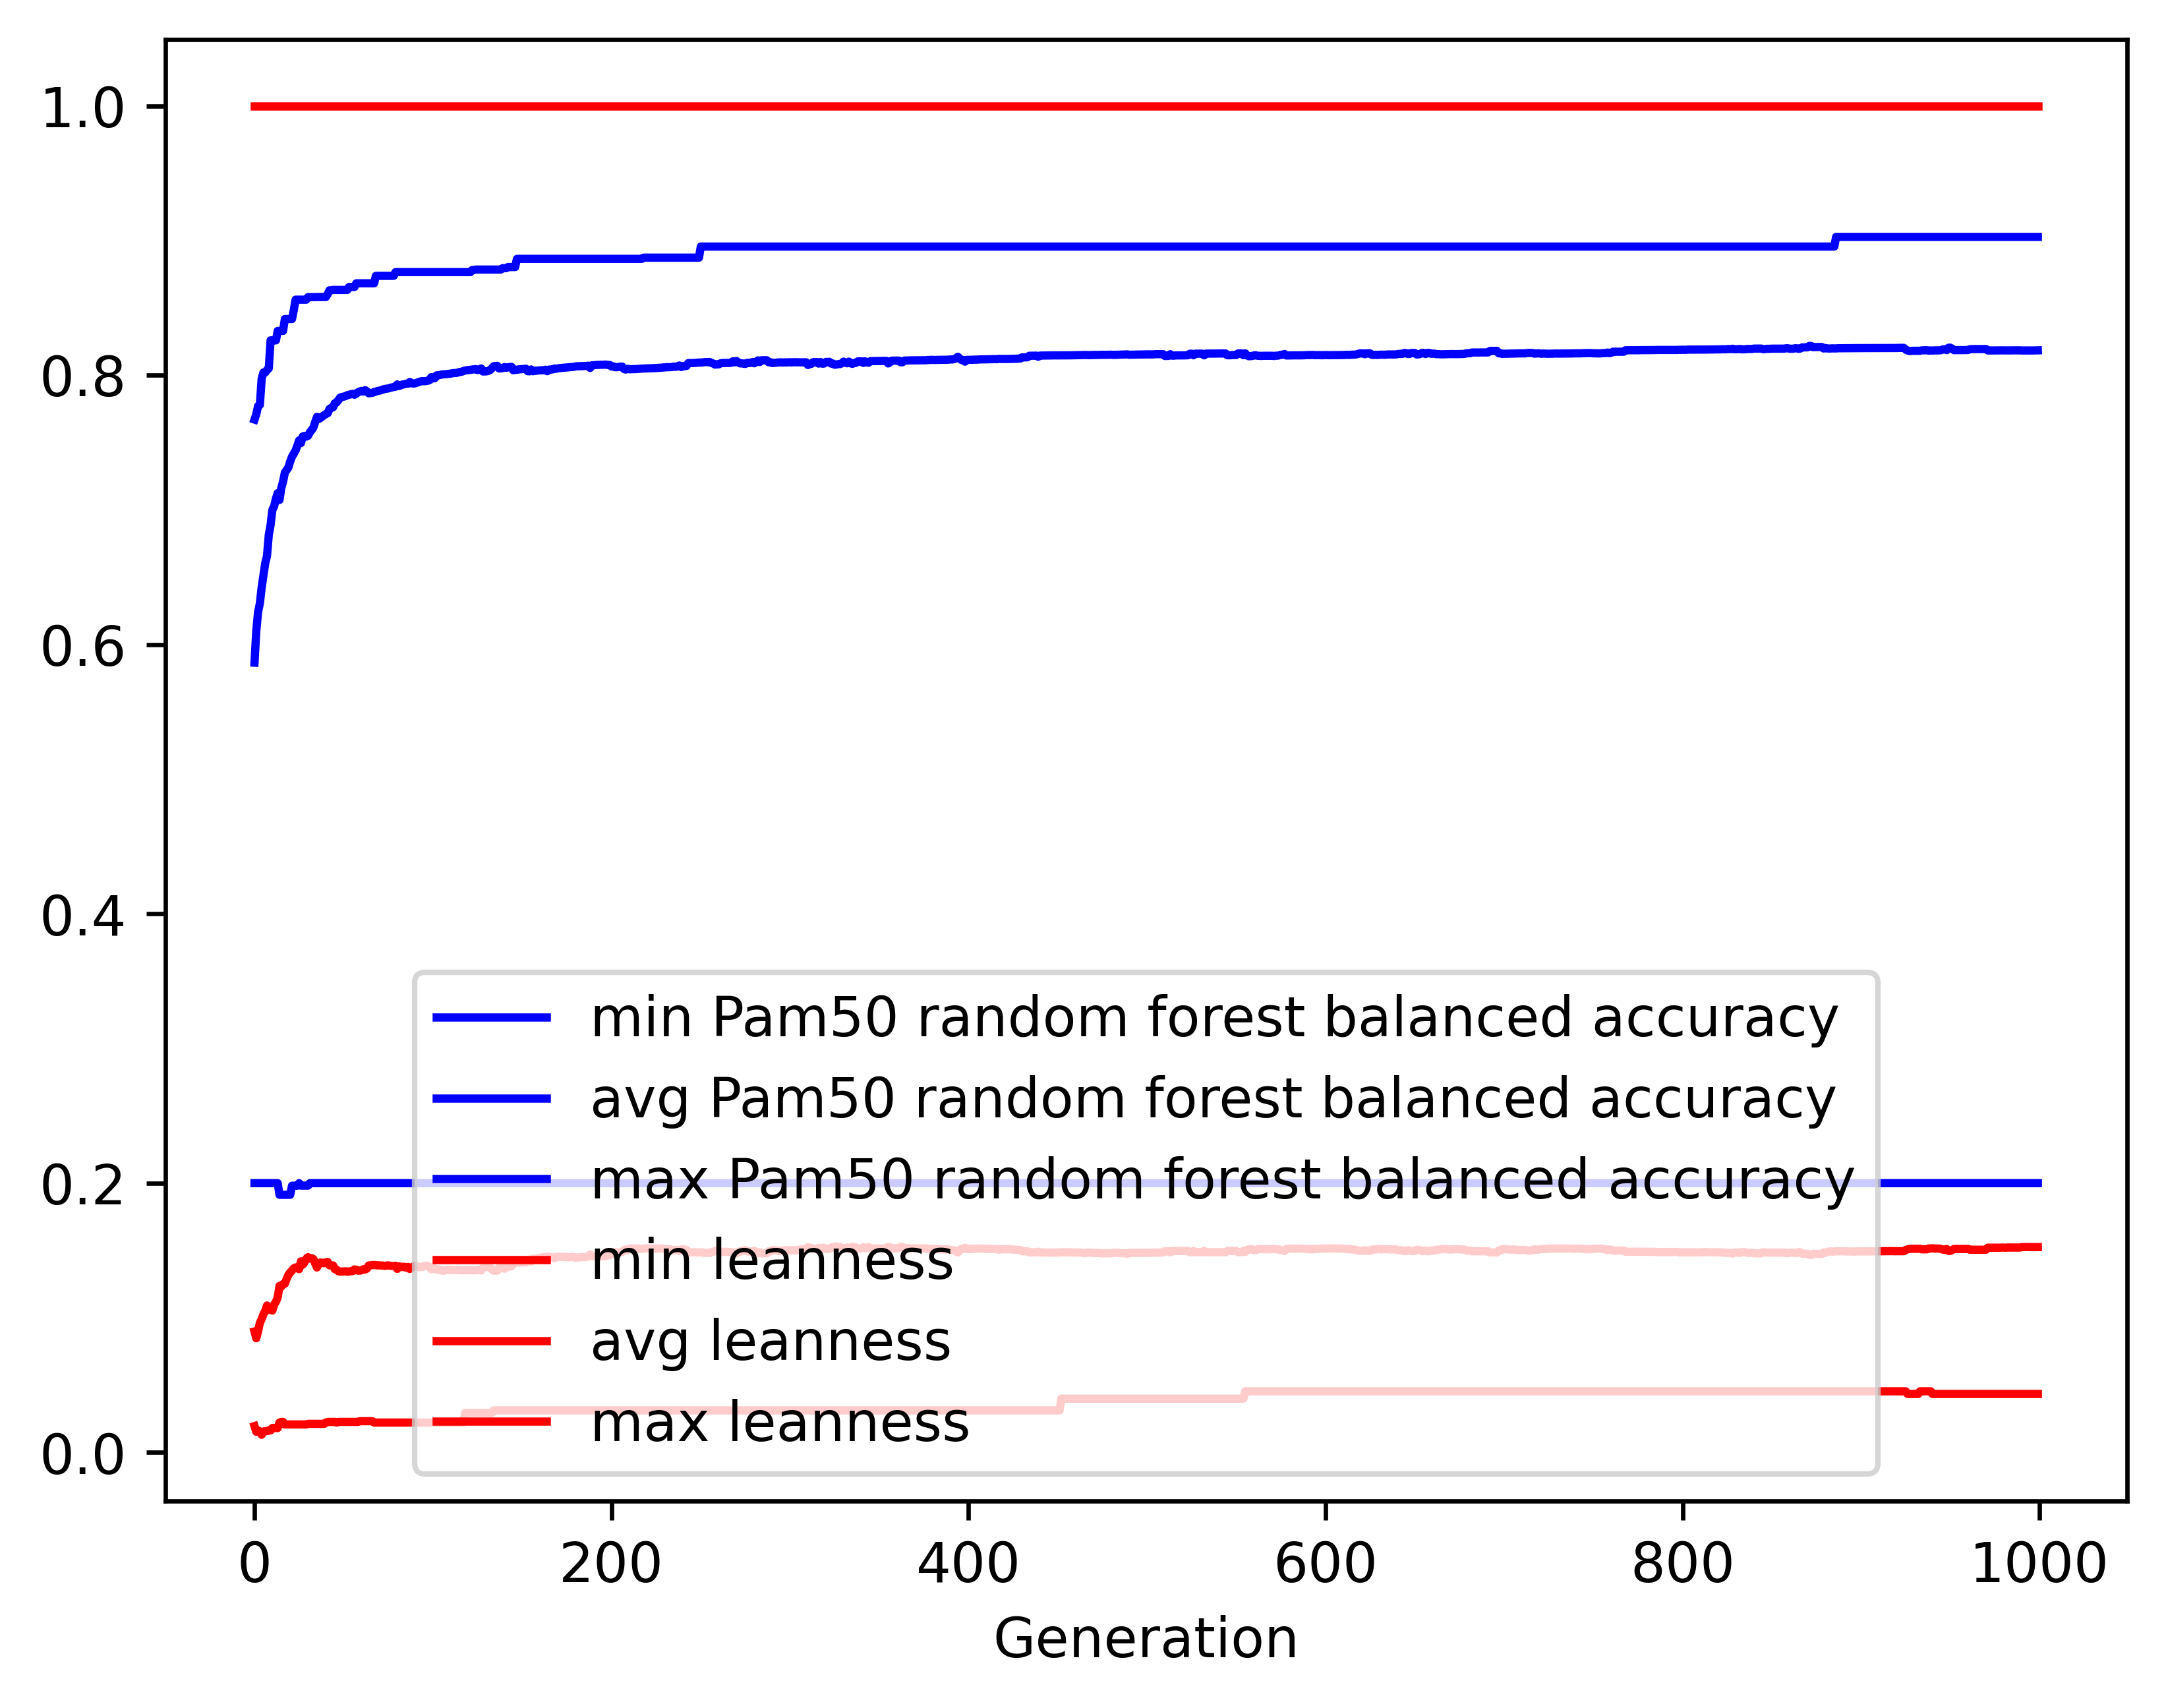 1.0
0.8
0.6
0.4
0.2
0.0
min Pam50 random forest balanced accuracy
avg Pam50 random forest balanced accuracy
max Pam50 random forest balanced accuracy
min leanness
avg leanness
max leanness
0 200 400 600 800 1000
Generation